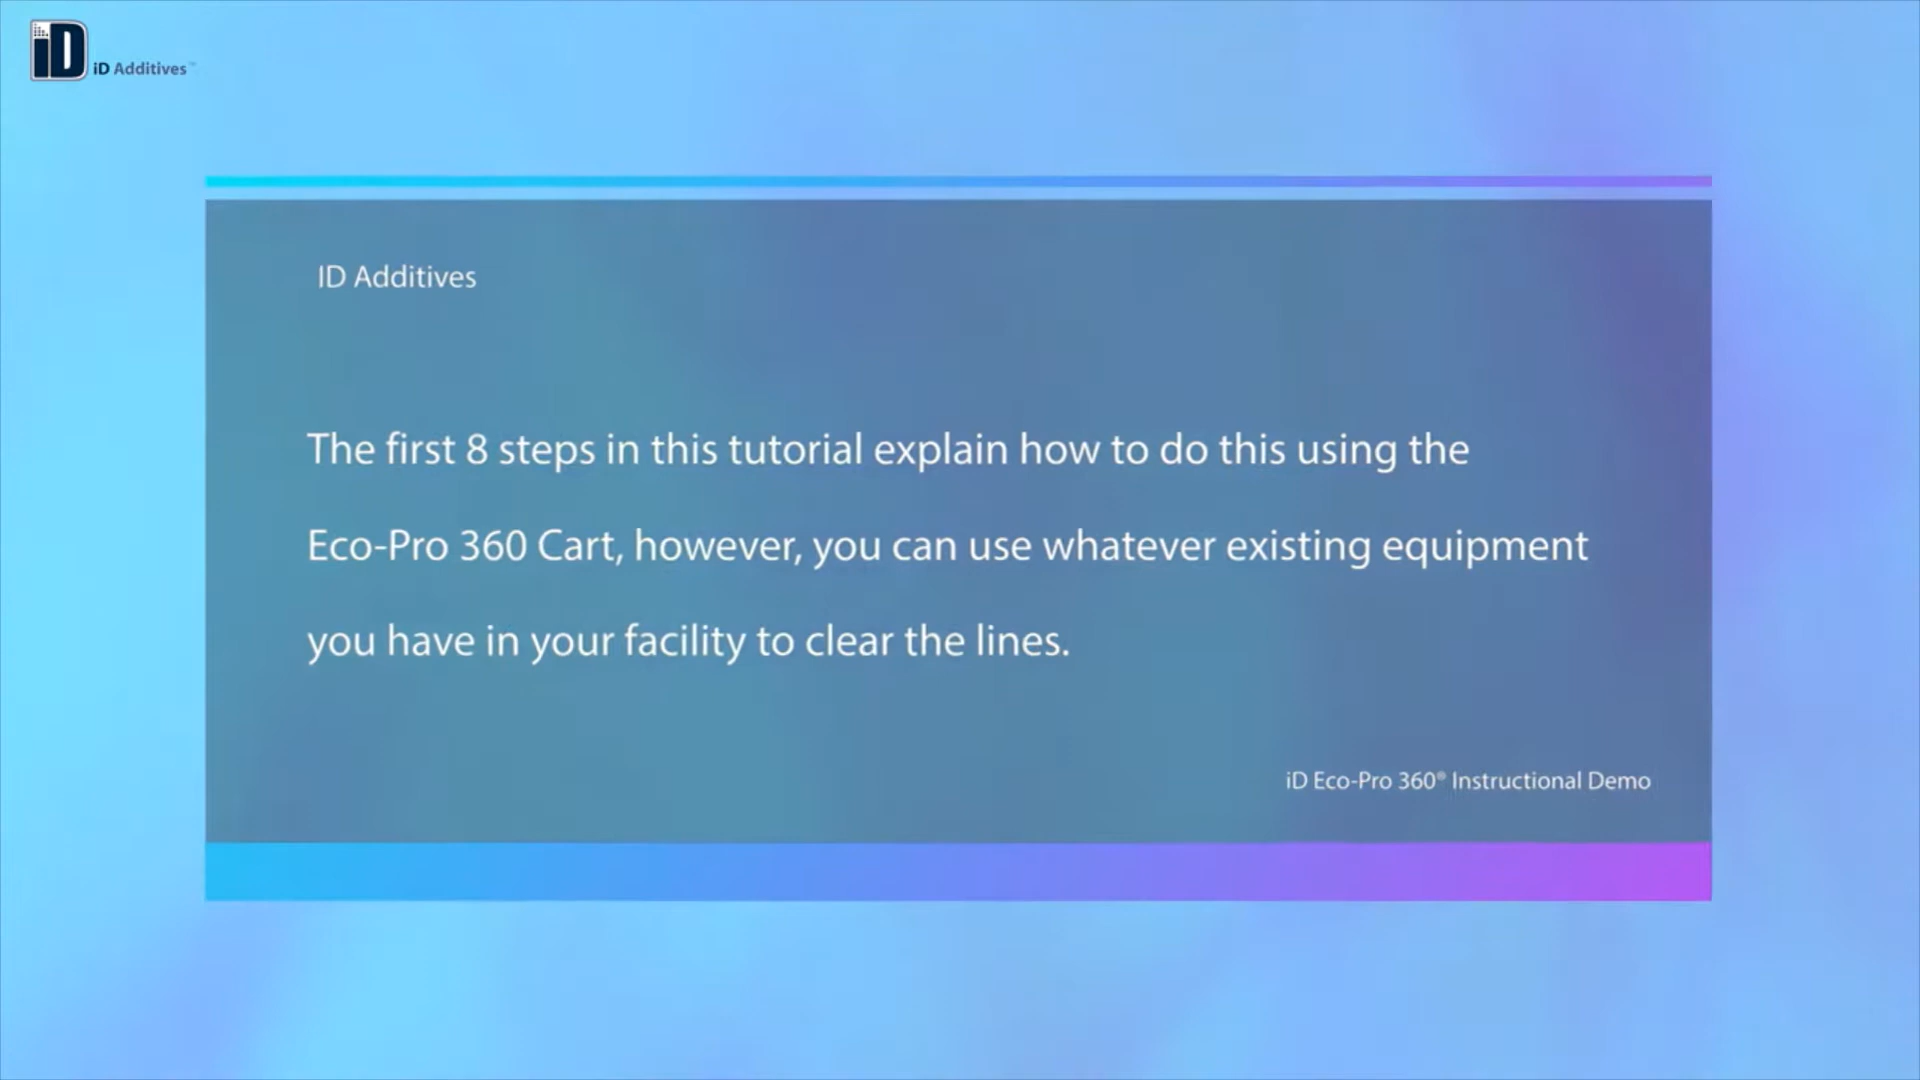 iD
iD Additives™
ID Additives
The first 8 steps in this tutorial explain how to do this using the
Eco-Pro 360 Cart, however, you can use whatever existing equipment
you have in your facility to clear the lines.
iD Eco-Pro 360® Instructional Demo